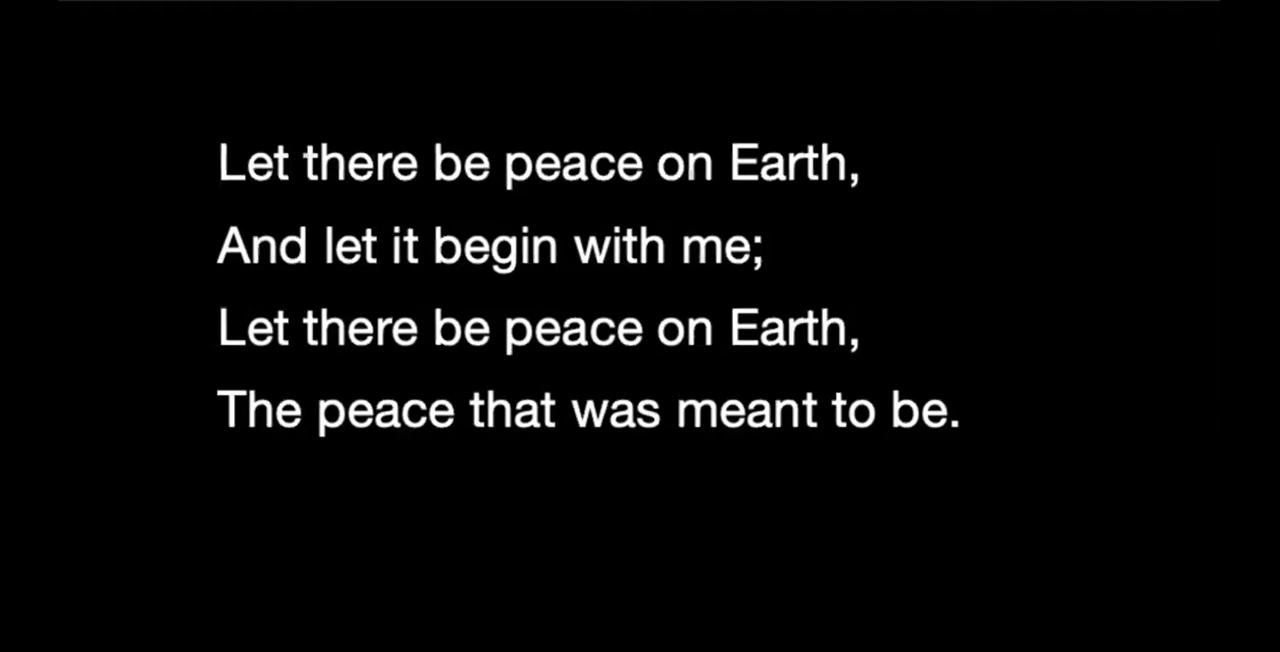 Let there be peace on Earth,
And let it begin with me;
Let there be peace on Earth,
The peace that was meant to be.